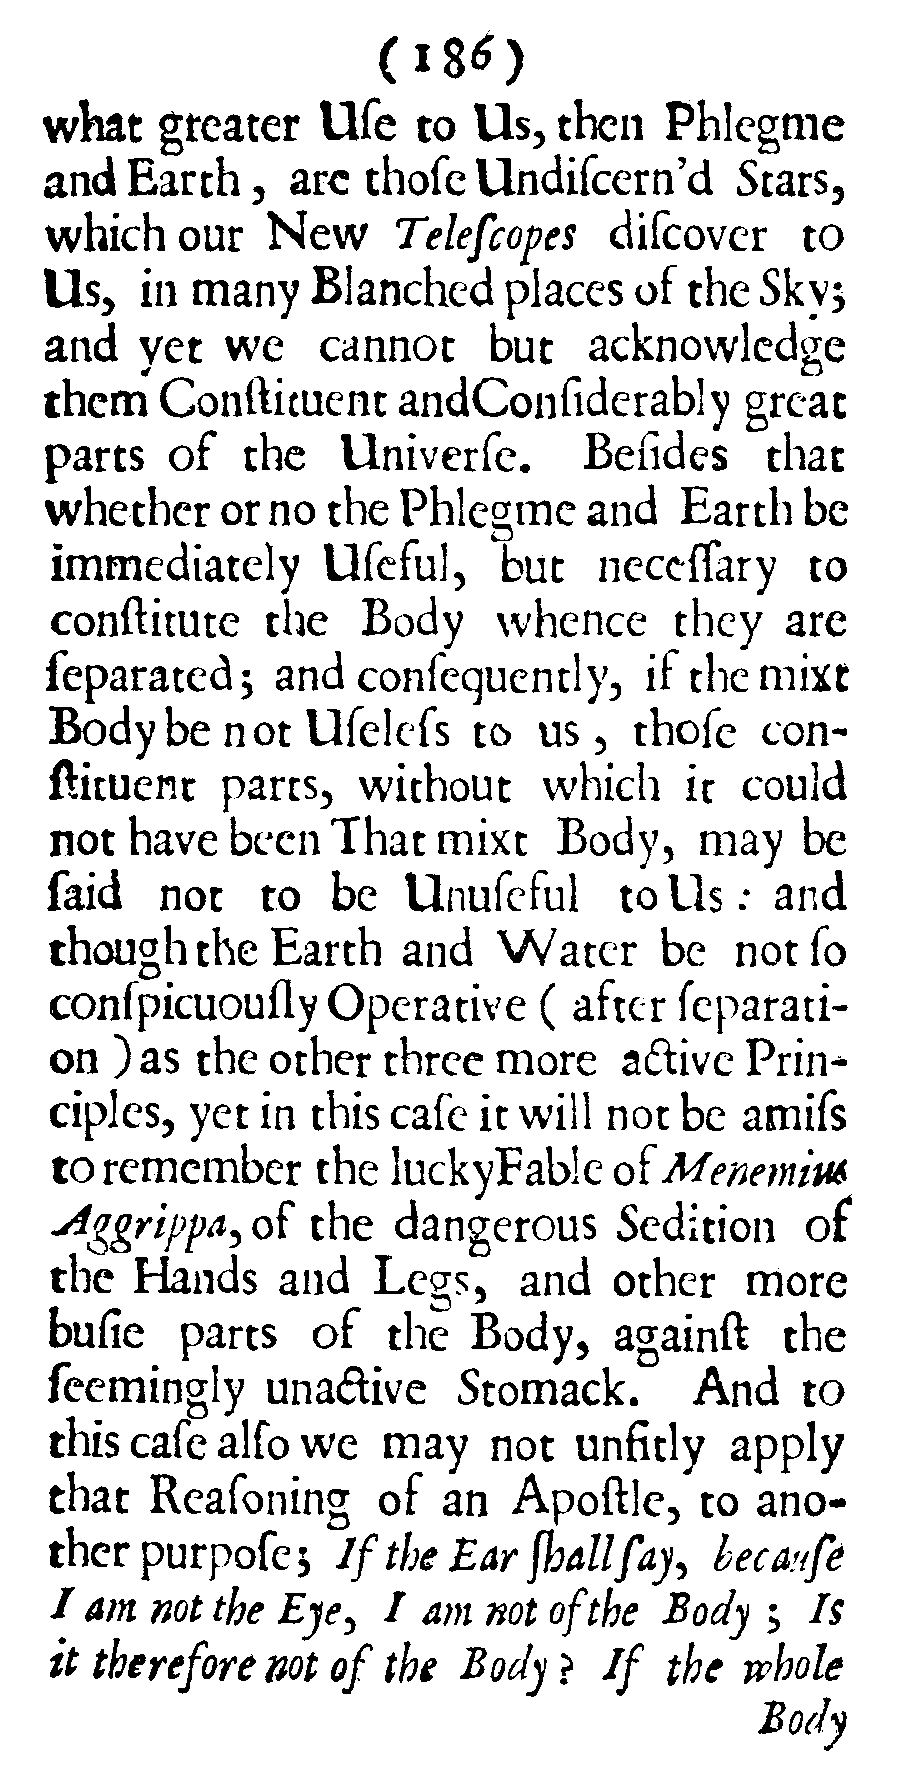 (186)
what greater Uſe to Us, then Phlegme
and Earth, are thoſe Undiſcern'd Stars,
which our New Teleſcopes diſcover to
Us, in many Blanched places of the Sky;
and yet we cannot but acknowledge
them Conſtituent and Conſiderably great
parts of the Univerſe. Beſides that
whether or no the Phlegme and Earth be
immediately Uſeful, but neceſſary to
conſtitute the Body whence they are
ſeparated; and conſequently, if the mixt
Body be not Uſeleſs to us, thoſe con-
ſtituent parts, without which it could
not have been That mixt Body, may be
ſaid not to be Unuſeful to Us: and
though the Earth and Water be not ſo
conſpicuouſly Operative (after ſeparati-
on) as the other three more active Prin-
ciples, yet in this caſe it will not be amiſs
to remember the lucky Fable of Menemius
Aggrippa, of the dangerous Sedition of
the Hands and Legs, and other more
buſie parts of the Body, againſt the
ſeemingly unactive Stomack. And to
this caſe alſo we may not unfitly apply
that Reaſoning of an Apoſtle, to ano-
ther purpoſe; If the Ear ſhall ſay, becauſe
I am not the Eye, I am not of the Body; Is
it therefore not of the Body? If the whole
Body